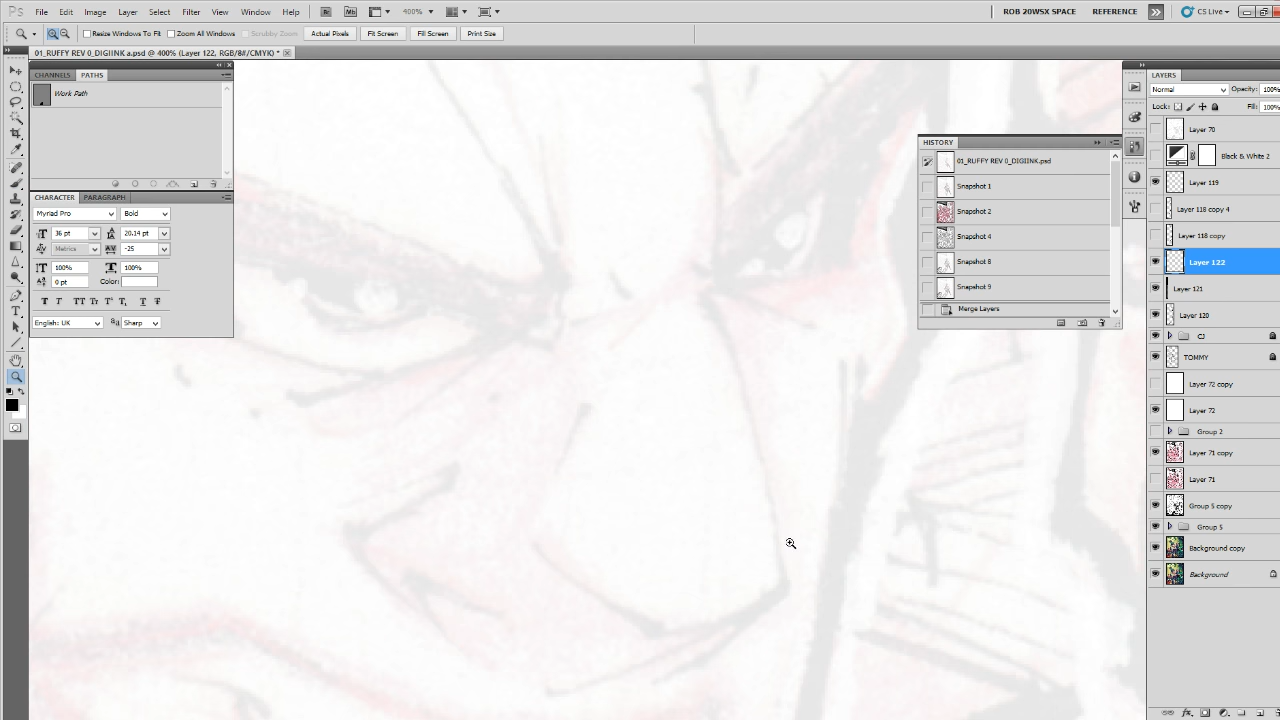 Ps File Edit Image Layer Select Filter View Window Help Mb 400% ROB 20WSX SPACE REFERENCE CS Live
Resize Windows To Fit Zoom All Windows Scrubby Zoom Actual Pixels Fit Screen Fill Screen Print Size
01_RUFFY REV 0_DIGIINK a.psd @ 400% (Layer 122, RGB/8#/CMYK) *
CHANNELS PATHS
Work Path
CHARACTER PARAGRAPH
Myriad Pro Bold
36 pt 20,14 pt
Metrics -25
100% 100%
0 pt Color:
English: UK Sharp
HISTORY
01_RUFFY REV 0_DIGIINK.psd
Snapshot 1
Snapshot 2
Snapshot 4
Snapshot 8
Snapshot 9
Merge Layers
LAYERS
Normal Opacity: 100%
Lock: Fill: 100%
Layer 70
Black & White 2
Layer 119
Layer 118 copy 4
Layer 118 copy
Layer 122
Layer 121
Layer 120
CJ
TOMMY
Layer 72 copy
Layer 72
Group 2
Layer 71 copy
Layer 71
Group 5 copy
Group 5
Background copy
Background